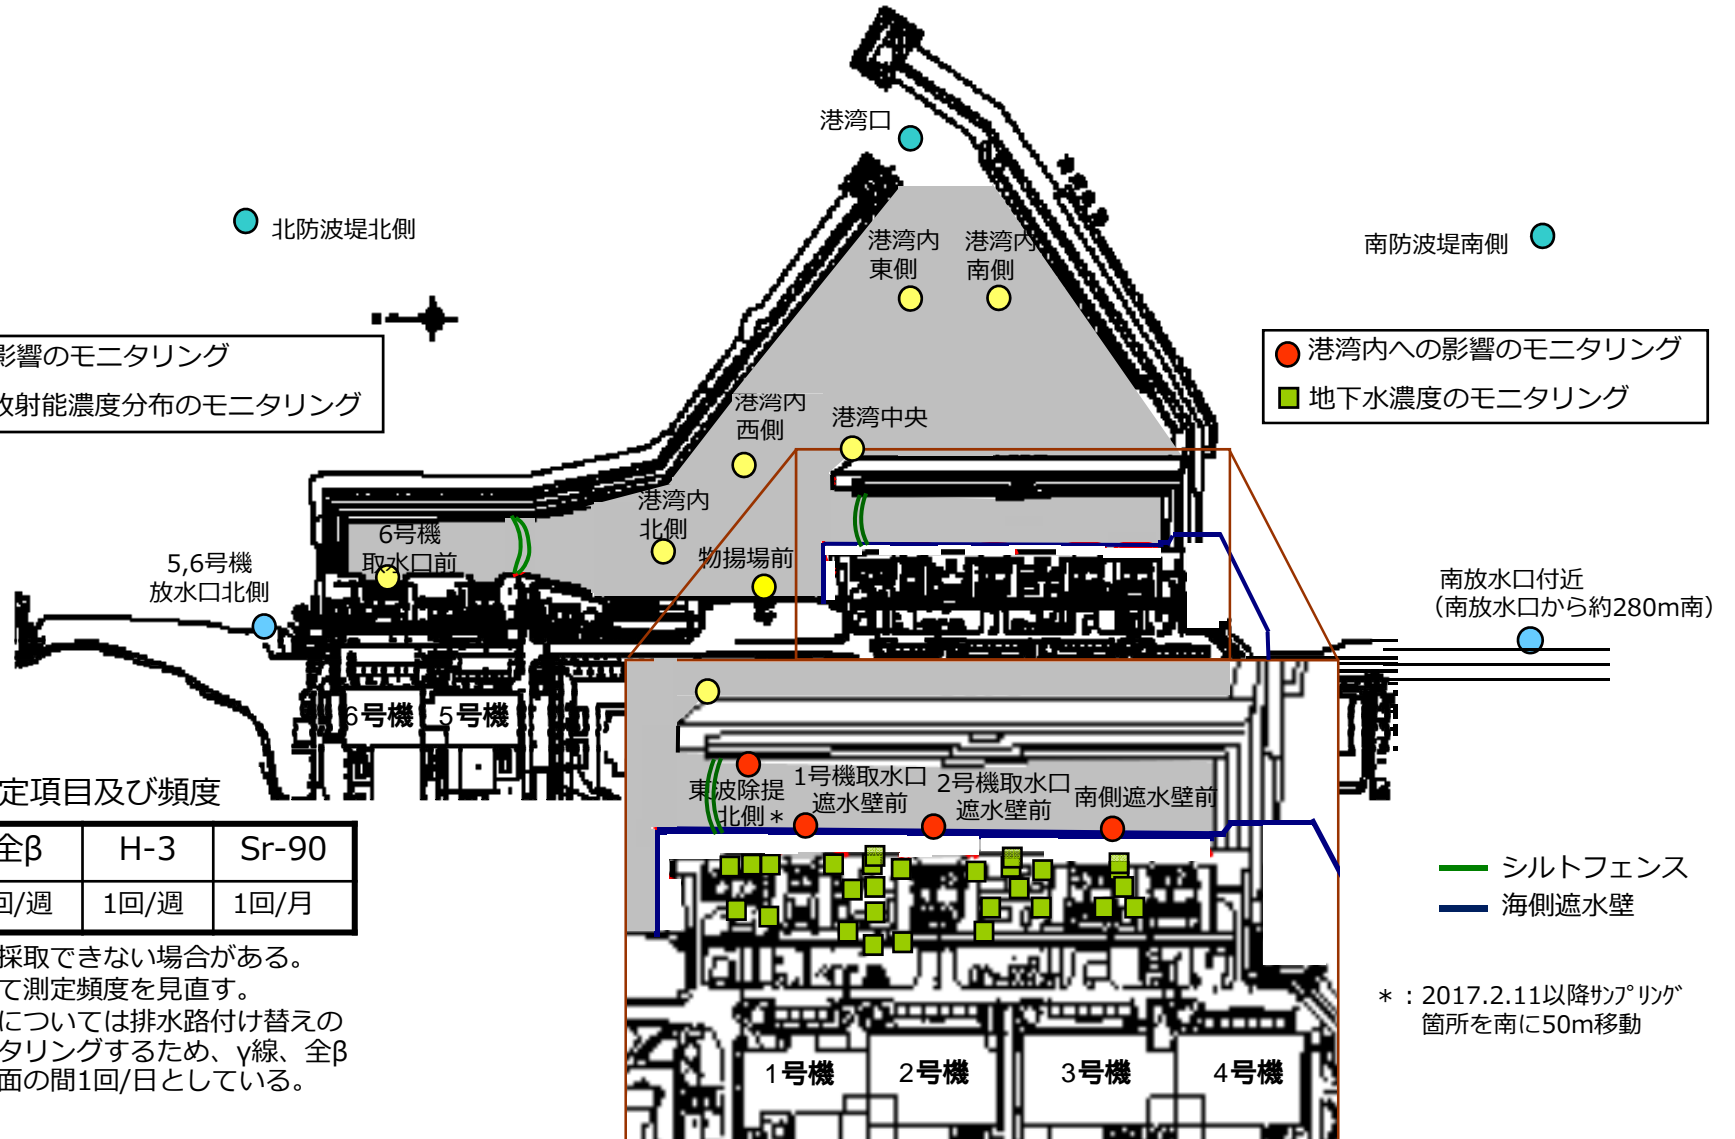 港湾口
北防波堤北側
南防波堤南側
港湾内
東側
港湾内
南側
影響のモニタリング
放射能濃度分布のモニタリング
港湾内への影響のモニタリング
地下水濃度のモニタリング
港湾内
西側
港湾中央
港湾内
北側
6号機
取水口前
物揚場前
5,6号機
放水口北側
南放水口付近
（南放水口から約280m南）
6号機
5号機
定項目及び頻度
全β
H-3
Sr-90
回/週
1回/週
1回/月
採取できない場合がある。
て測定頻度を見直す。
については排水路付け替えの
タリングするため、γ線、全β
面の間1回/日としている。
東波除堤
北側＊
1号機取水口
遮水壁前
2号機取水口
遮水壁前
南側遮水壁前
シルトフェンス
海側遮水壁
＊：2017.2.11以降ｻﾝﾌﾟﾘﾝｸﾞ
箇所を南に50m移動
1号機
2号機
3号機
4号機